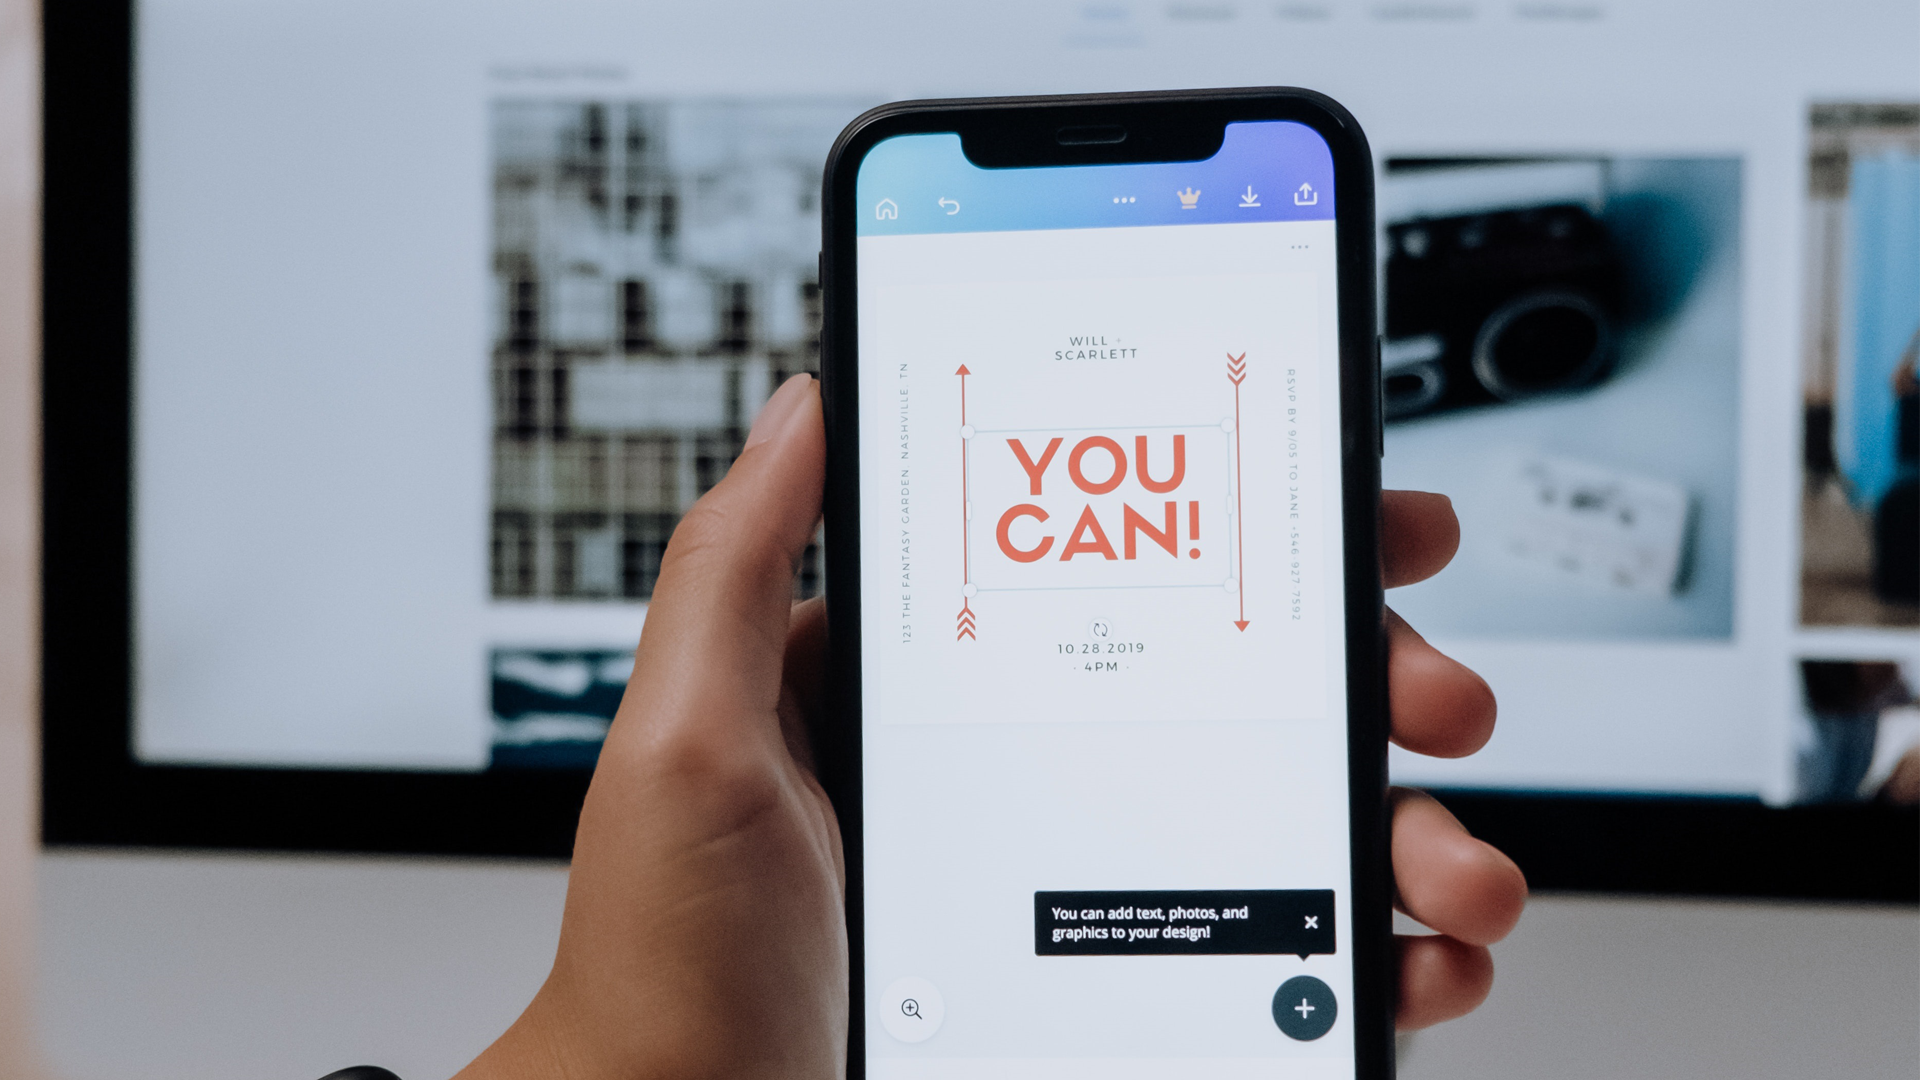 WILL +
SCARLETT
123 THE FANTASY GARDEN NASHVILLE, TN
YOU
CAN!
RSVP BY 9/05 TO JANE +546-927-7592
10.28.2019
· 4PM ·
You can add text, photos, and
graphics to your design!